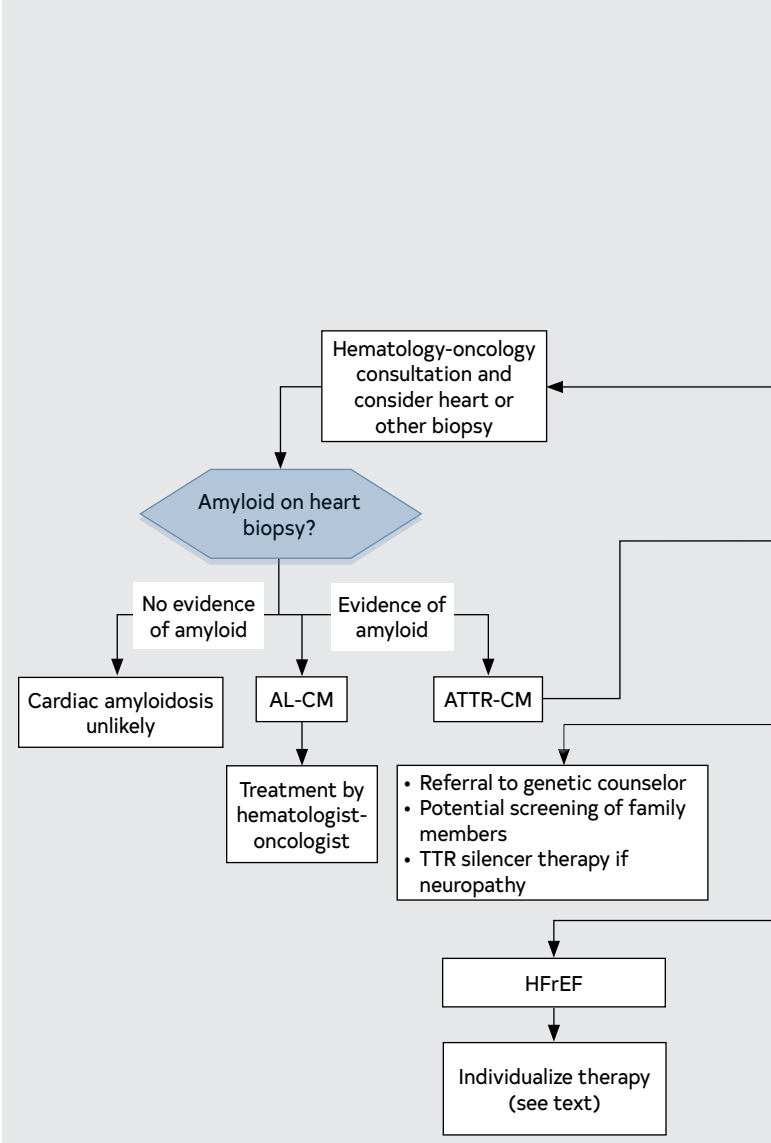 Hematology-oncology
consultation and
consider heart or
other biopsy
Amyloid on heart
biopsy?
No evidence
of amyloid
Evidence of
amyloid
Cardiac amyloidosis
unlikely
AL-CM
ATTR-CM
Treatment by
hematologist-
oncologist
• Referral to genetic counselor
• Potential screening of family
members
• TTR silencer therapy if
neuropathy
HFrEF
Individualize therapy
(see text)